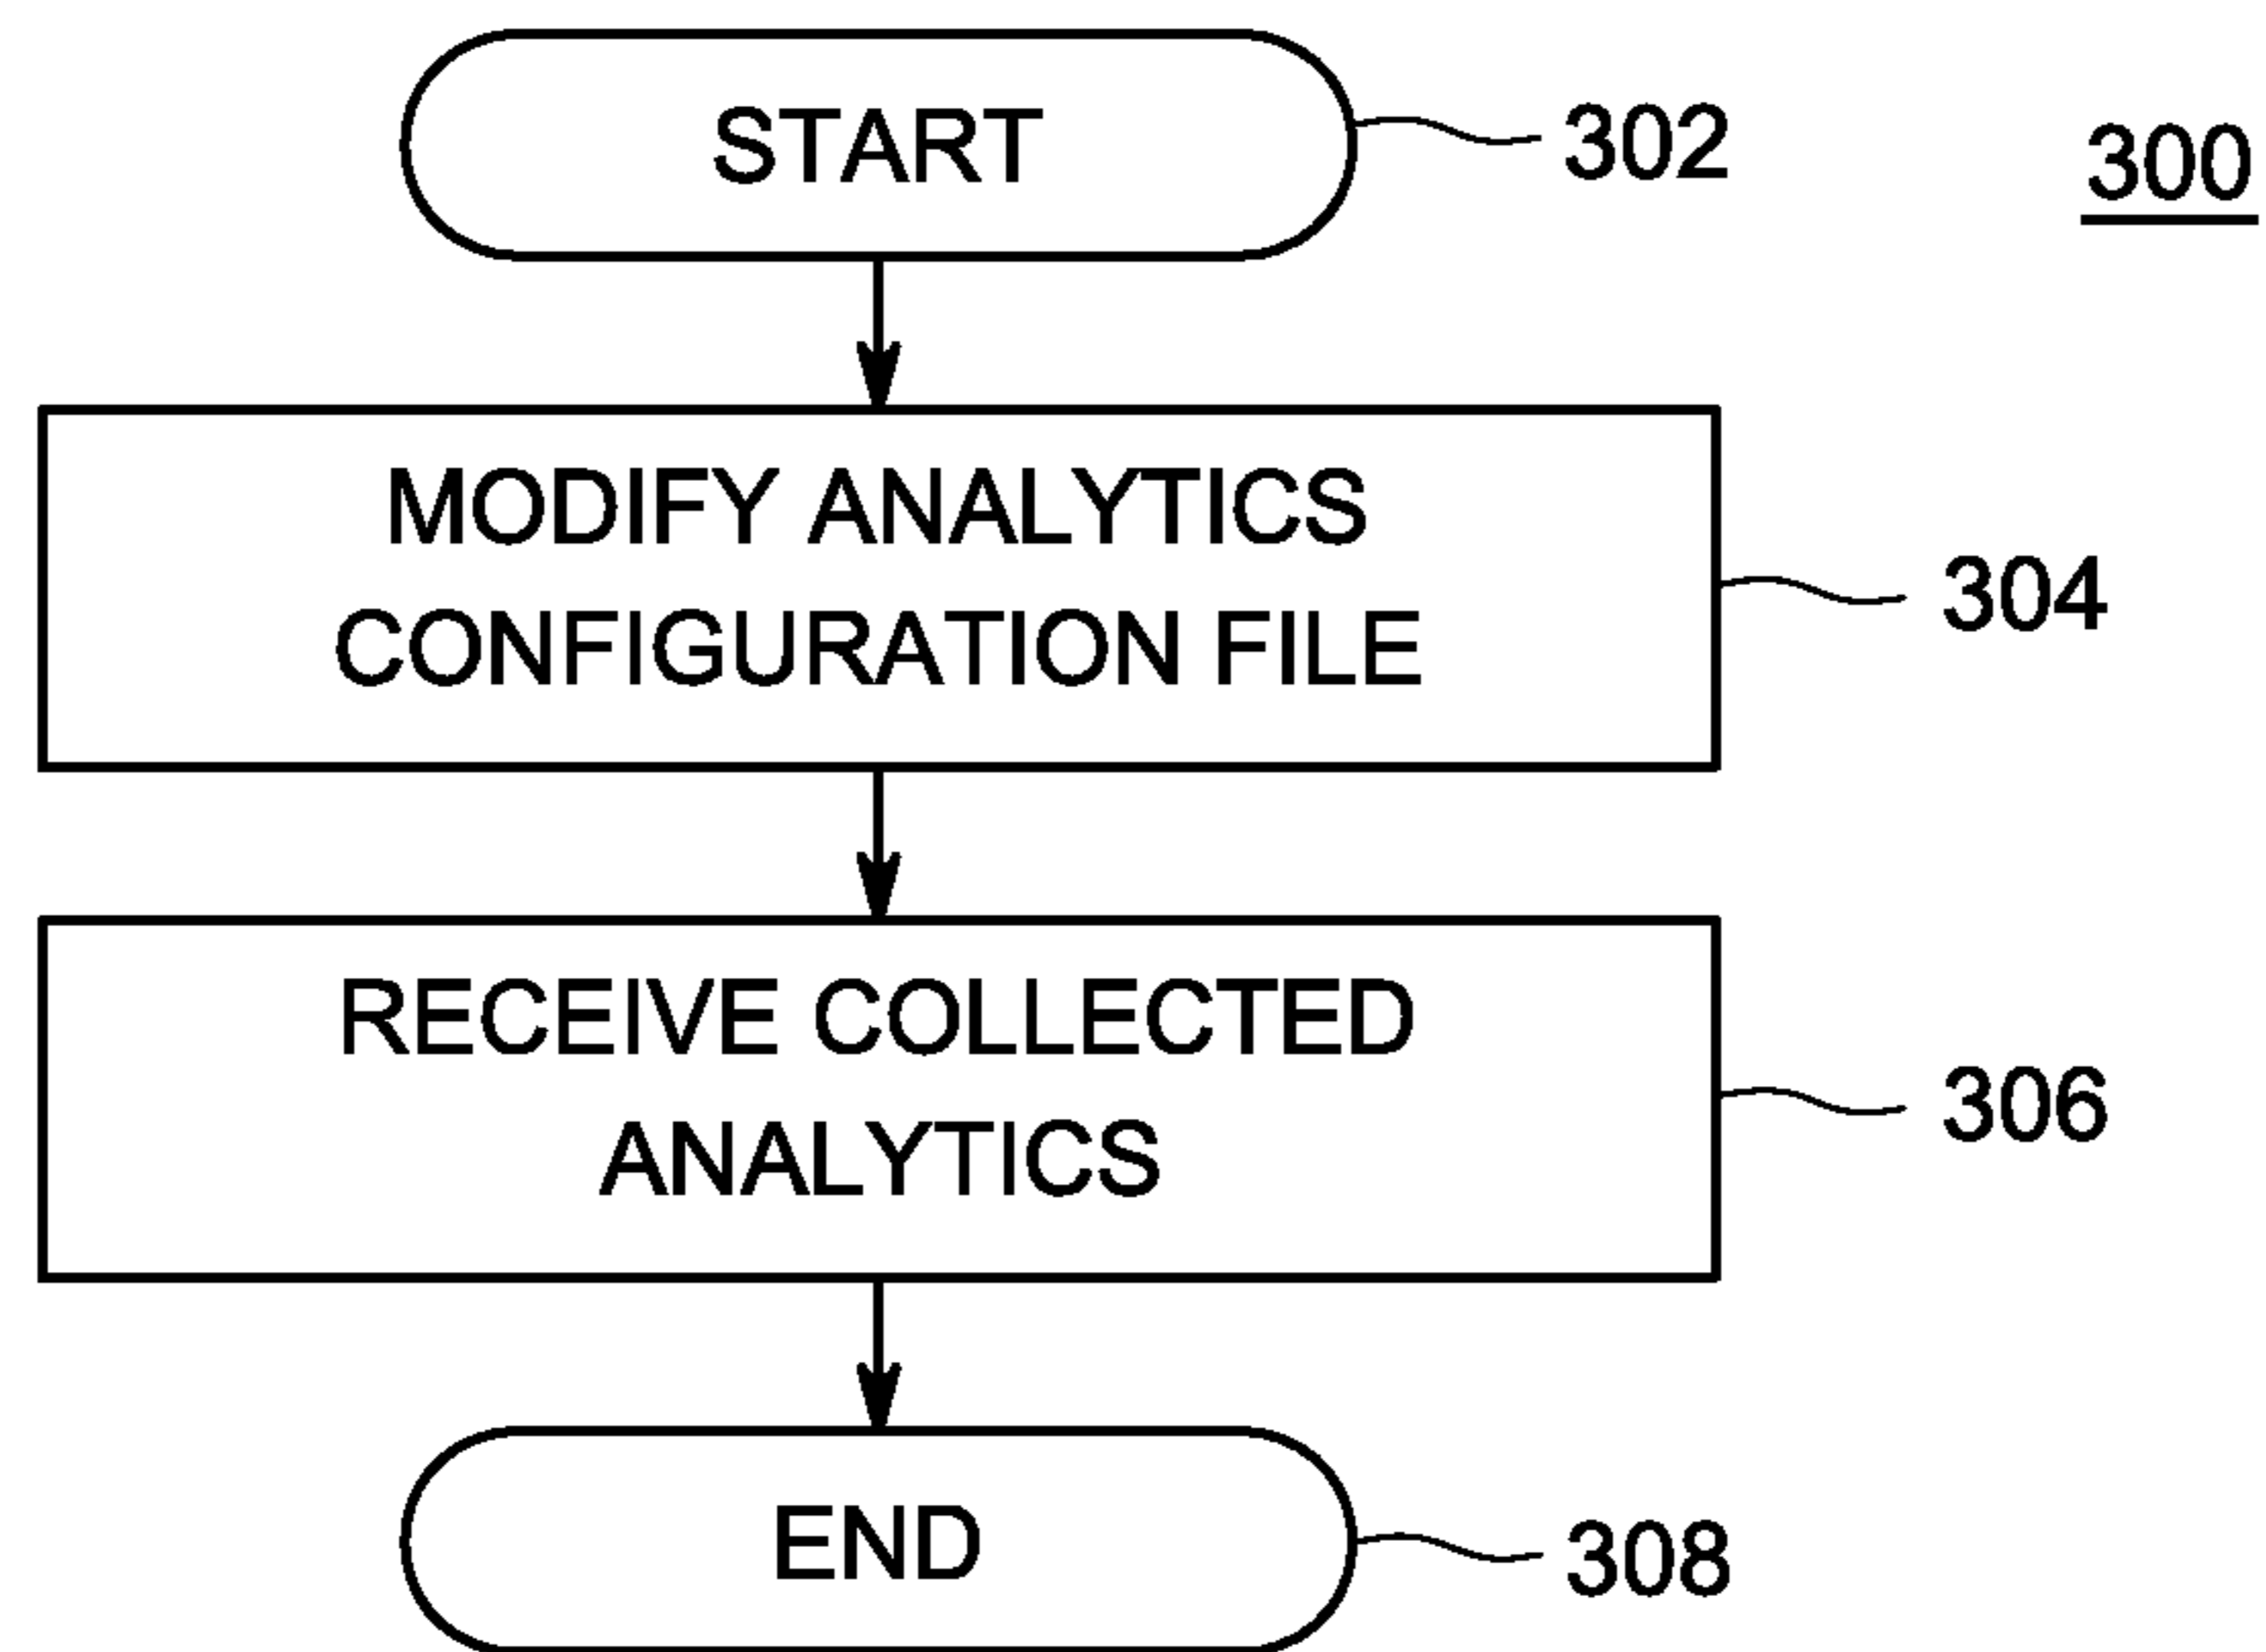 START
302
300
MODIFY ANALYTICS
CONFIGURATION FILE
304
RECEIVE COLLECTED
ANALYTICS
306
END
308